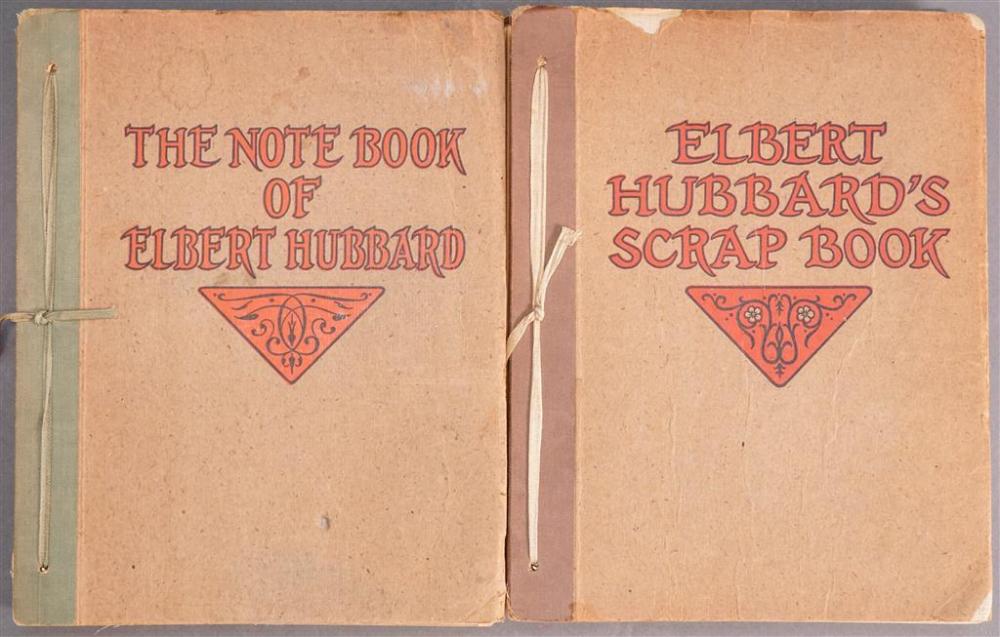 THE NOTE BOOK
OF
ELBERT HUBBARD
ELBERT
HUBBARD'S
SCRAP BOOK